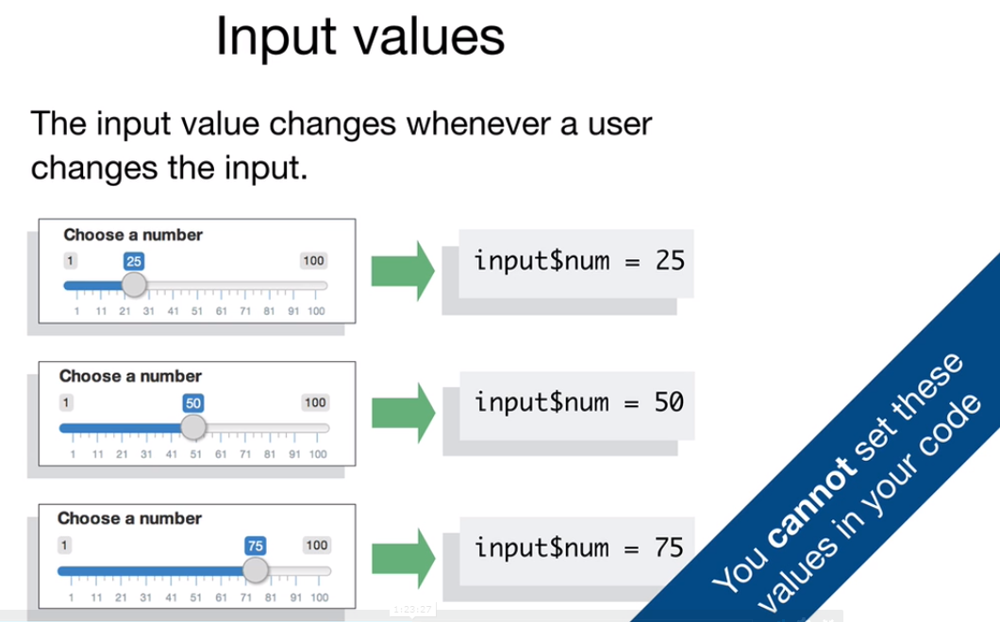 Input values
The input value changes whenever a user
changes the input.
Choose a number
1 25 100
1 11 21 31 41 51 61 71 81 91 100
input$num = 25
Choose a number
1 50 100
1 11 21 31 41 51 61 71 81 91 100
input$num = 50
Choose a number
1 75 100
1 11 21 31 41 51 61 71 81 91 100
input$num = 75
You cannot set these
values in your code
1:23:27